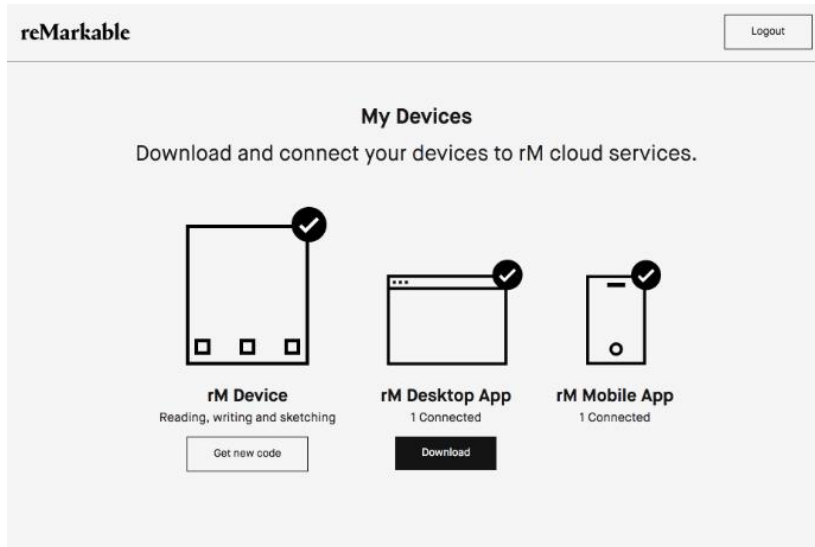 reMarkable
Logout
My Devices
Download and connect your devices to rM cloud services.
rM Device
Reading, writing and sketching
Get new code
rM Desktop App
1 Connected
Download
rM Mobile App
1 Connected